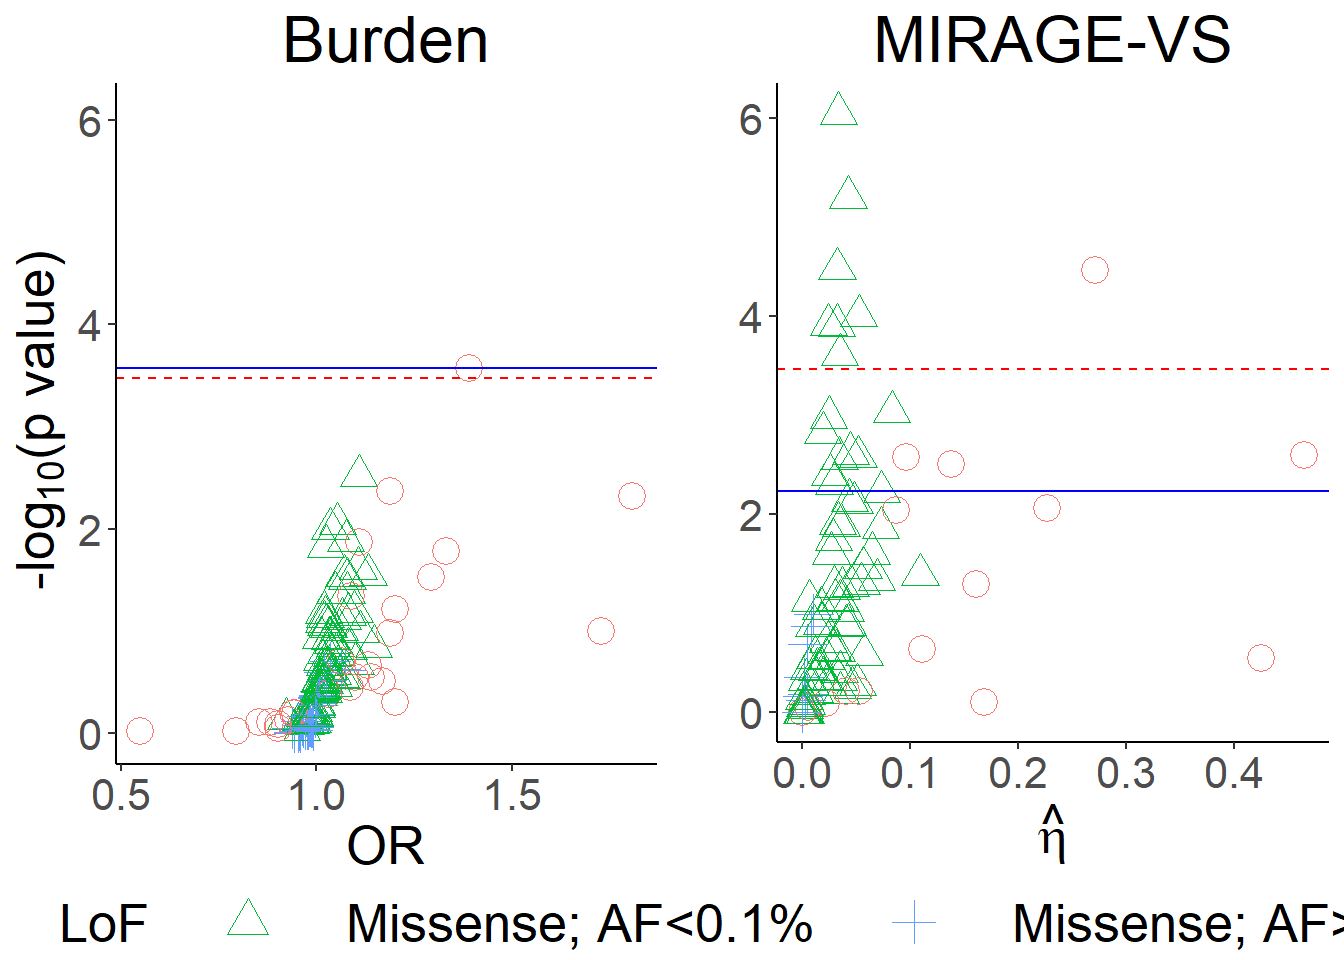 Burden
MIRAGE-VS
-log10(p value)
6
4
2
0
0.5 1.0 1.5
OR
6
4
2
0
0.0 0.1 0.2 0.3 0.4
η̂
LoF Missense; AF<0.1% Missense; AF>